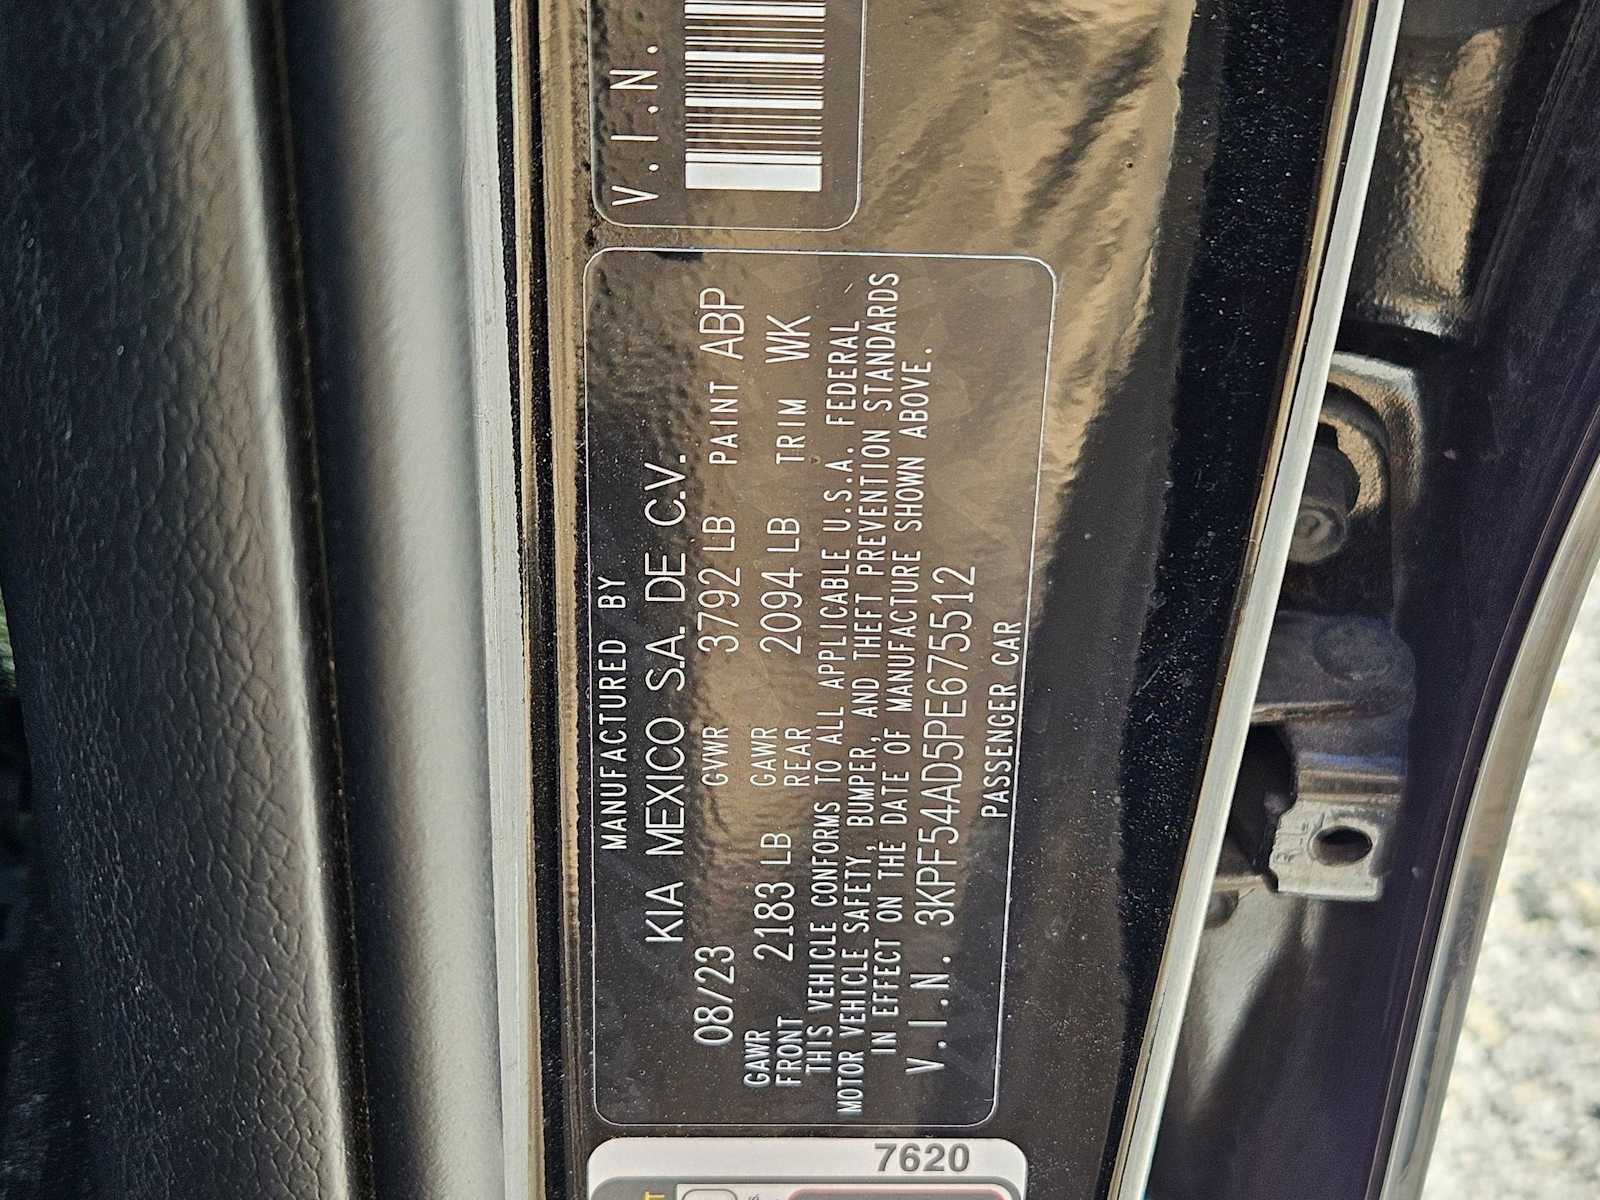 MANUFACTURED BY
KIA MEXICO S.A. DE C.V.
08/23 GVWR 3792 LB PAINT ABP
GAWR FRONT 2183 LB GAWR REAR 2094 LB TRIM WK
THIS VEHICLE CONFORMS TO ALL APPLICABLE U.S.A. FEDERAL
MOTOR VEHICLE SAFETY, BUMPER, AND THEFT PREVENTION STANDARDS
IN EFFECT ON THE DATE OF MANUFACTURE SHOWN ABOVE.
V.I.N. 3KPF54AD5PE675512
PASSENGER CAR
V.I.N.
7620